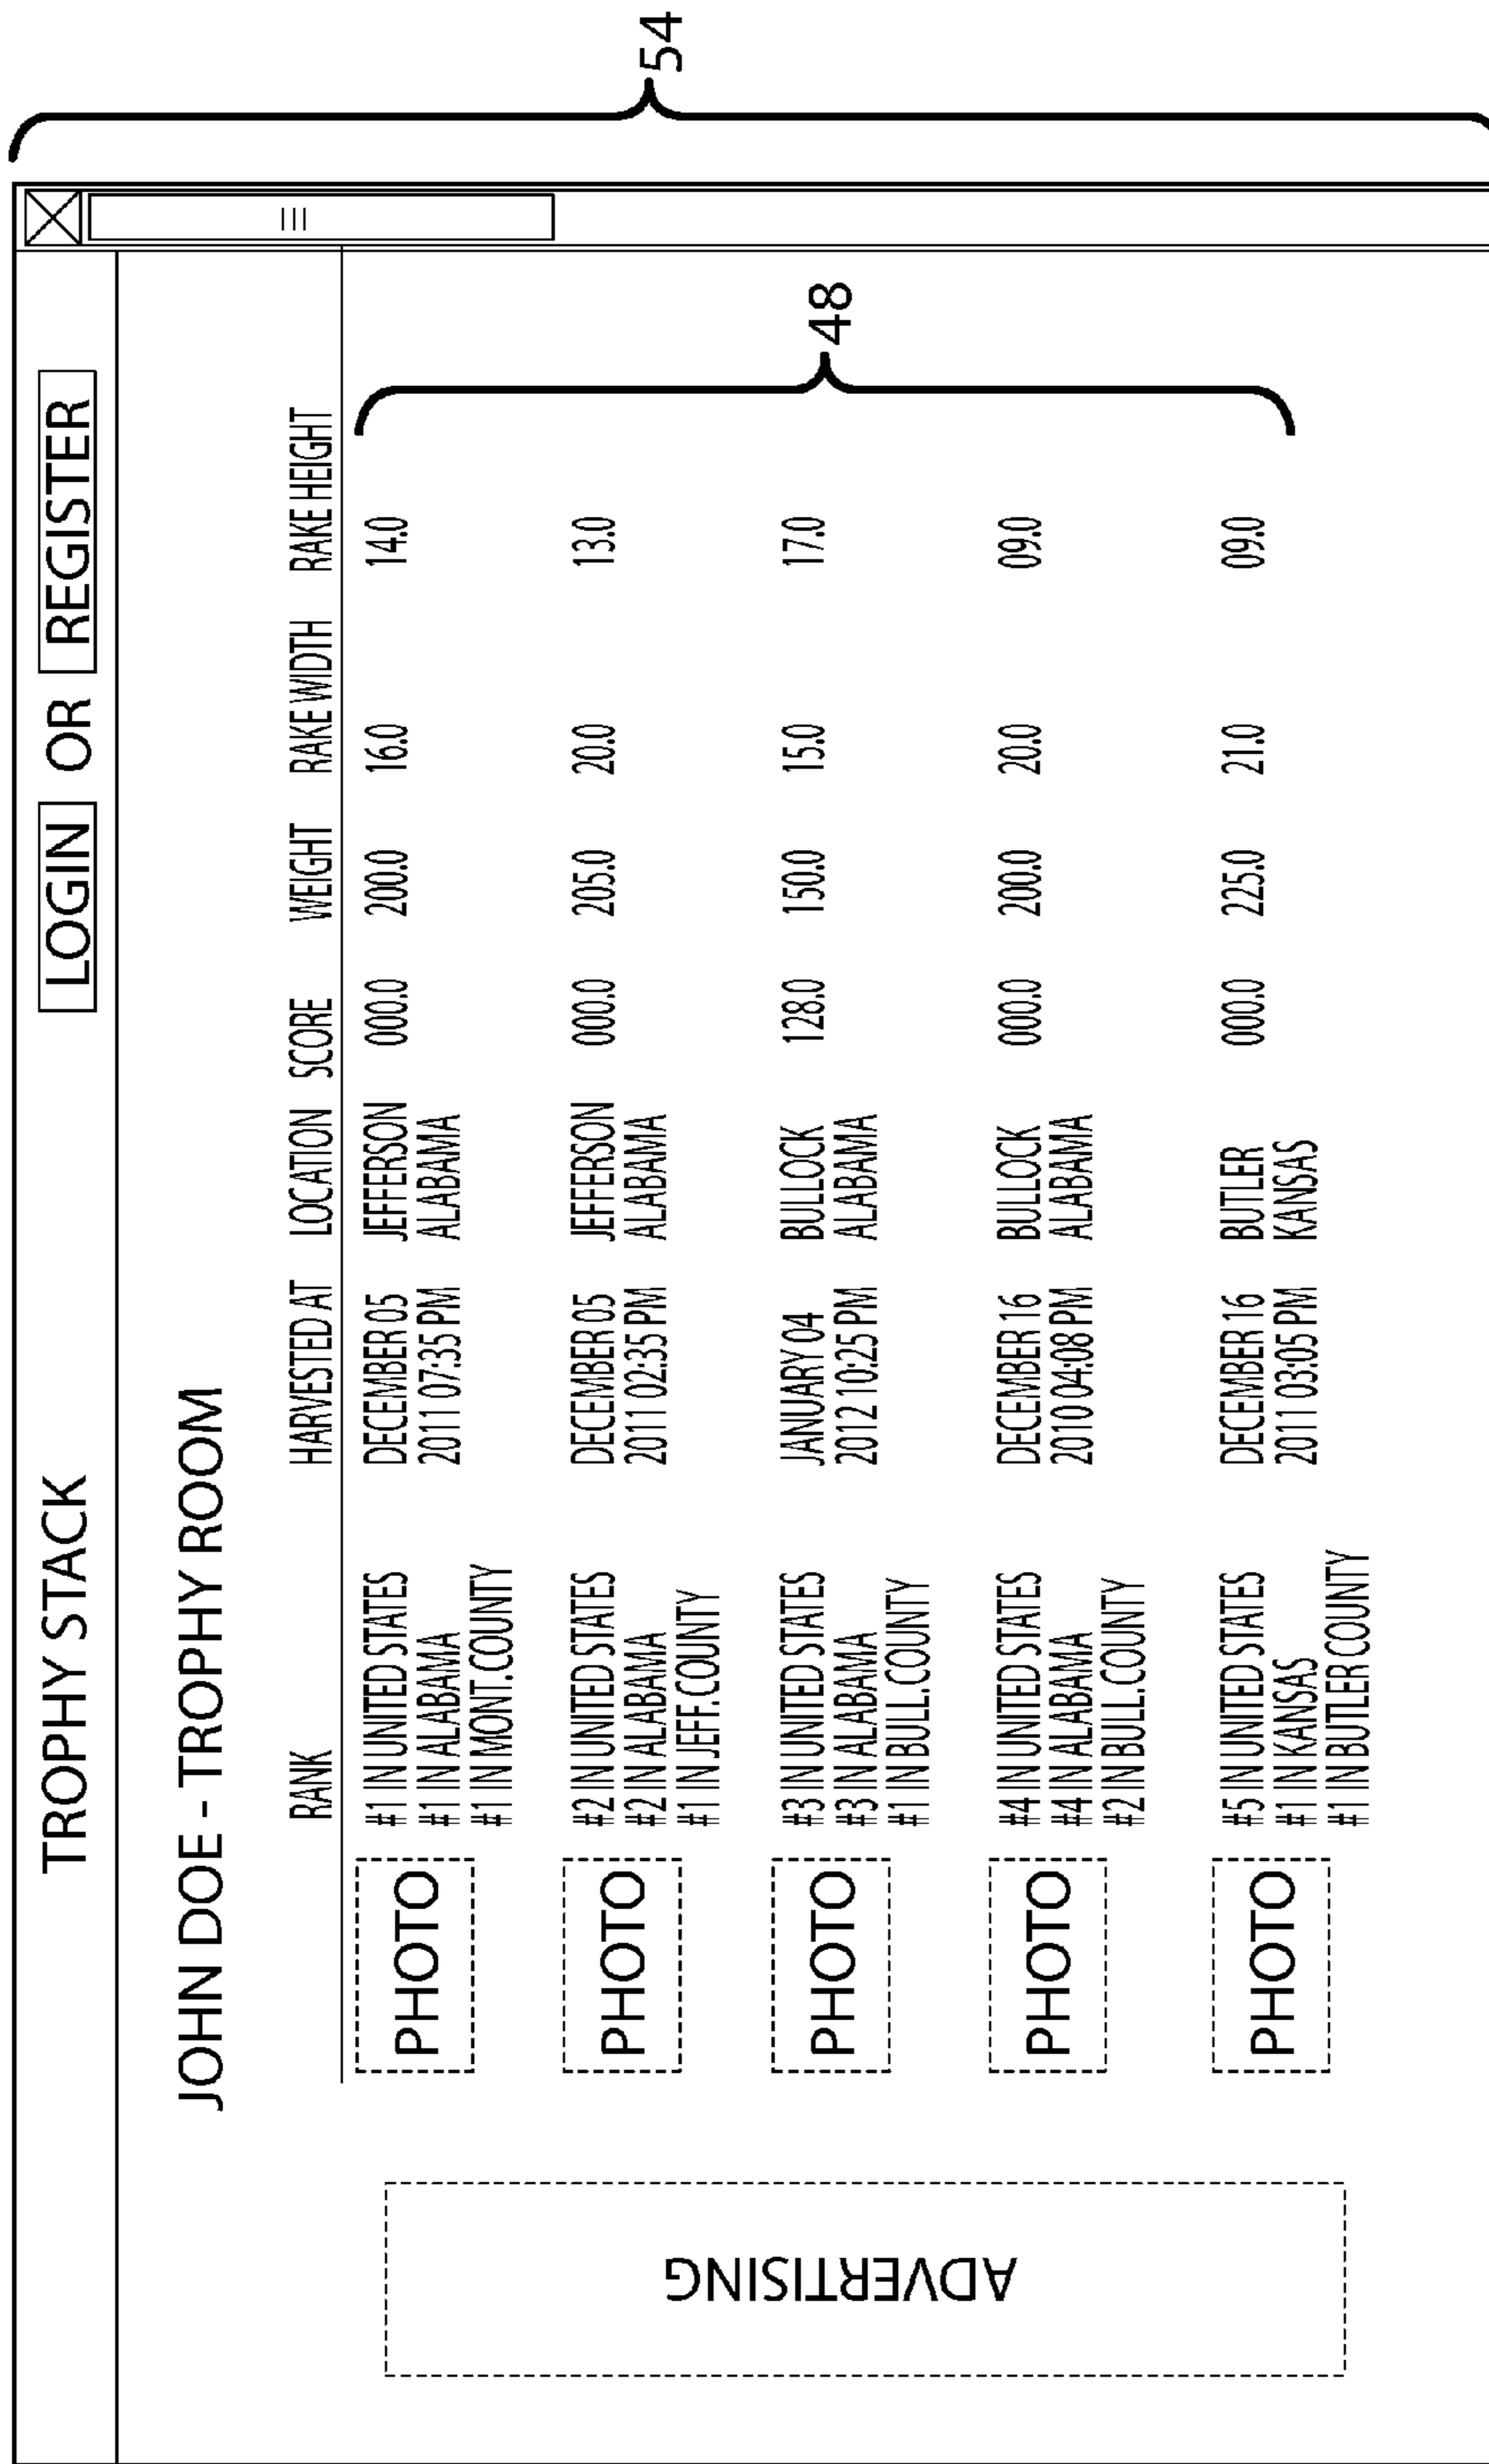 TROPHY STACK LOGIN OR REGISTER
JOHN DOE - TROPHY ROOM
RANK HARVESTED AT LOCATION SCORE WEIGHT RAKE WIDTH RAKE HEIGHT
PHOTO #1 IN UNITED STATES DECEMBER 05 JEFFERSON 000.0 200.0 16.0 14.0
#1 IN ALABAMA 2011 07:35 PM ALABAMA
#1 IN MONT. COUNTY
PHOTO #2 IN UNITED STATES DECEMBER 05 JEFFERSON 000.0 205.0 20.0 13.0
#2 IN ALABAMA 2011 02:35 PM ALABAMA
#1 IN JEFF. COUNTY
PHOTO #3 IN UNITED STATES JANUARY 04 BULLOCK 128.0 150.0 15.0 17.0
#3 IN ALABAMA 2012 10:25 PM ALABAMA
#1 IN BULL. COUNTY
PHOTO #4 IN UNITED STATES DECEMBER 16 BULLOCK 000.0 200.0 20.0 09.0
#4 IN ALABAMA 2010 04:08 PM ALABAMA
#2 IN BULL. COUNTY
PHOTO #5 IN UNITED STATES DECEMBER 16 BUTLER 000.0 225.0 21.0 09.0
#1 IN KANSAS 2011 03:05 PM KANSAS
#1 IN BUTLER COUNTY
ADVERTISING
48
54